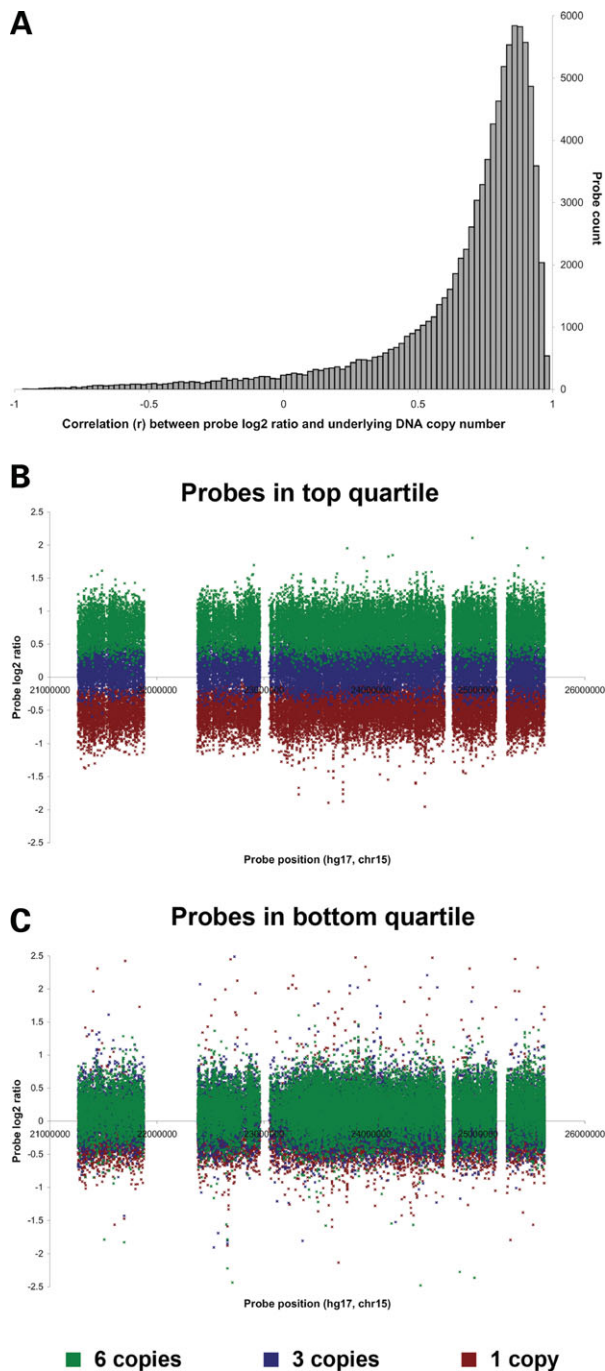 A
6000
5000
4000
3000
2000
1000
0
Probe count
-1 -0.5 0 0.5 1
Correlation (r) between probe log2 ratio and underlying DNA copy number
B
Probes in top quartile
2.5
2
1.5
1
0.5
0
-0.5
-1
-1.5
-2
-2.5
Probe log2 ratio
21000000 22000000 23000000 24000000 25000000 26000000
Probe position (hg17, chr15)
C
Probes in bottom quartile
2.5
2
1.5
1
0.5
0
-0.5
-1
-1.5
-2
-2.5
Probe log2 ratio
21000000 22000000 23000000 24000000 25000000 26000000
Probe position (hg17, chr15)
6 copies 3 copies 1 copy